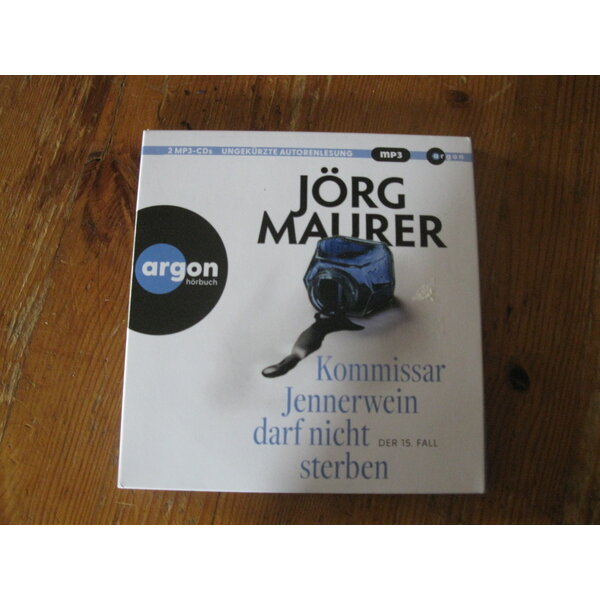 2 MP3-CDs UNGEKÜRZTE AUTORENLESUNG MP3 argon
JÖRG
MAURER
argon
hörbuch
Kommissar
Jennerwein
darf nicht DER 15. FALL
sterben